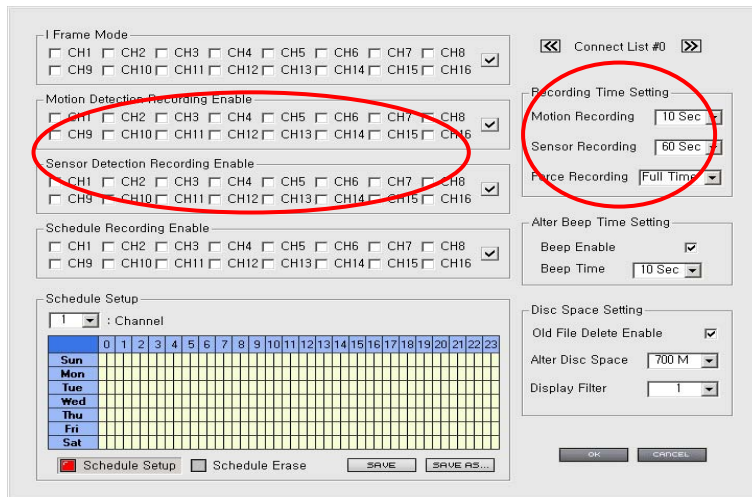 I Frame Mode
CH1 CH2 CH3 CH4 CH5 CH6 CH7 CH8
CH9 CH10 CH11 CH12 CH13 CH14 CH15 CH16
Motion Detection Recording Enable
CH1 CH2 CH3 CH4 CH5 CH6 CH7 CH8
CH9 CH10 CH11 CH12 CH13 CH14 CH15 CH16
Sensor Detection Recording Enable
CH1 CH2 CH3 CH4 CH5 CH6 CH7 CH8
CH9 CH10 CH11 CH12 CH13 CH14 CH15 CH16
Schedule Recording Enable
CH1 CH2 CH3 CH4 CH5 CH6 CH7 CH8
CH9 CH10 CH11 CH12 CH13 CH14 CH15 CH16
Schedule Setup
1 : Channel
0 1 2 3 4 5 6 7 8 9 10 11 12 13 14 15 16 17 18 19 20 21 22 23
Sun
Mon
Tue
Wed
Thu
Fri
Sat
Schedule Setup Schedule Erase SAVE SAVE AS...
Connect List #0
Recording Time Setting
Motion Recording 10 Sec
Sensor Recording 60 Sec
Force Recording Full Time
Alter Beep Time Setting
Beep Enable
Beep Time 10 Sec
Disc Space Setting
Old File Delete Enable
Alter Disc Space 700 M
Display Filter 1
OK CANCEL